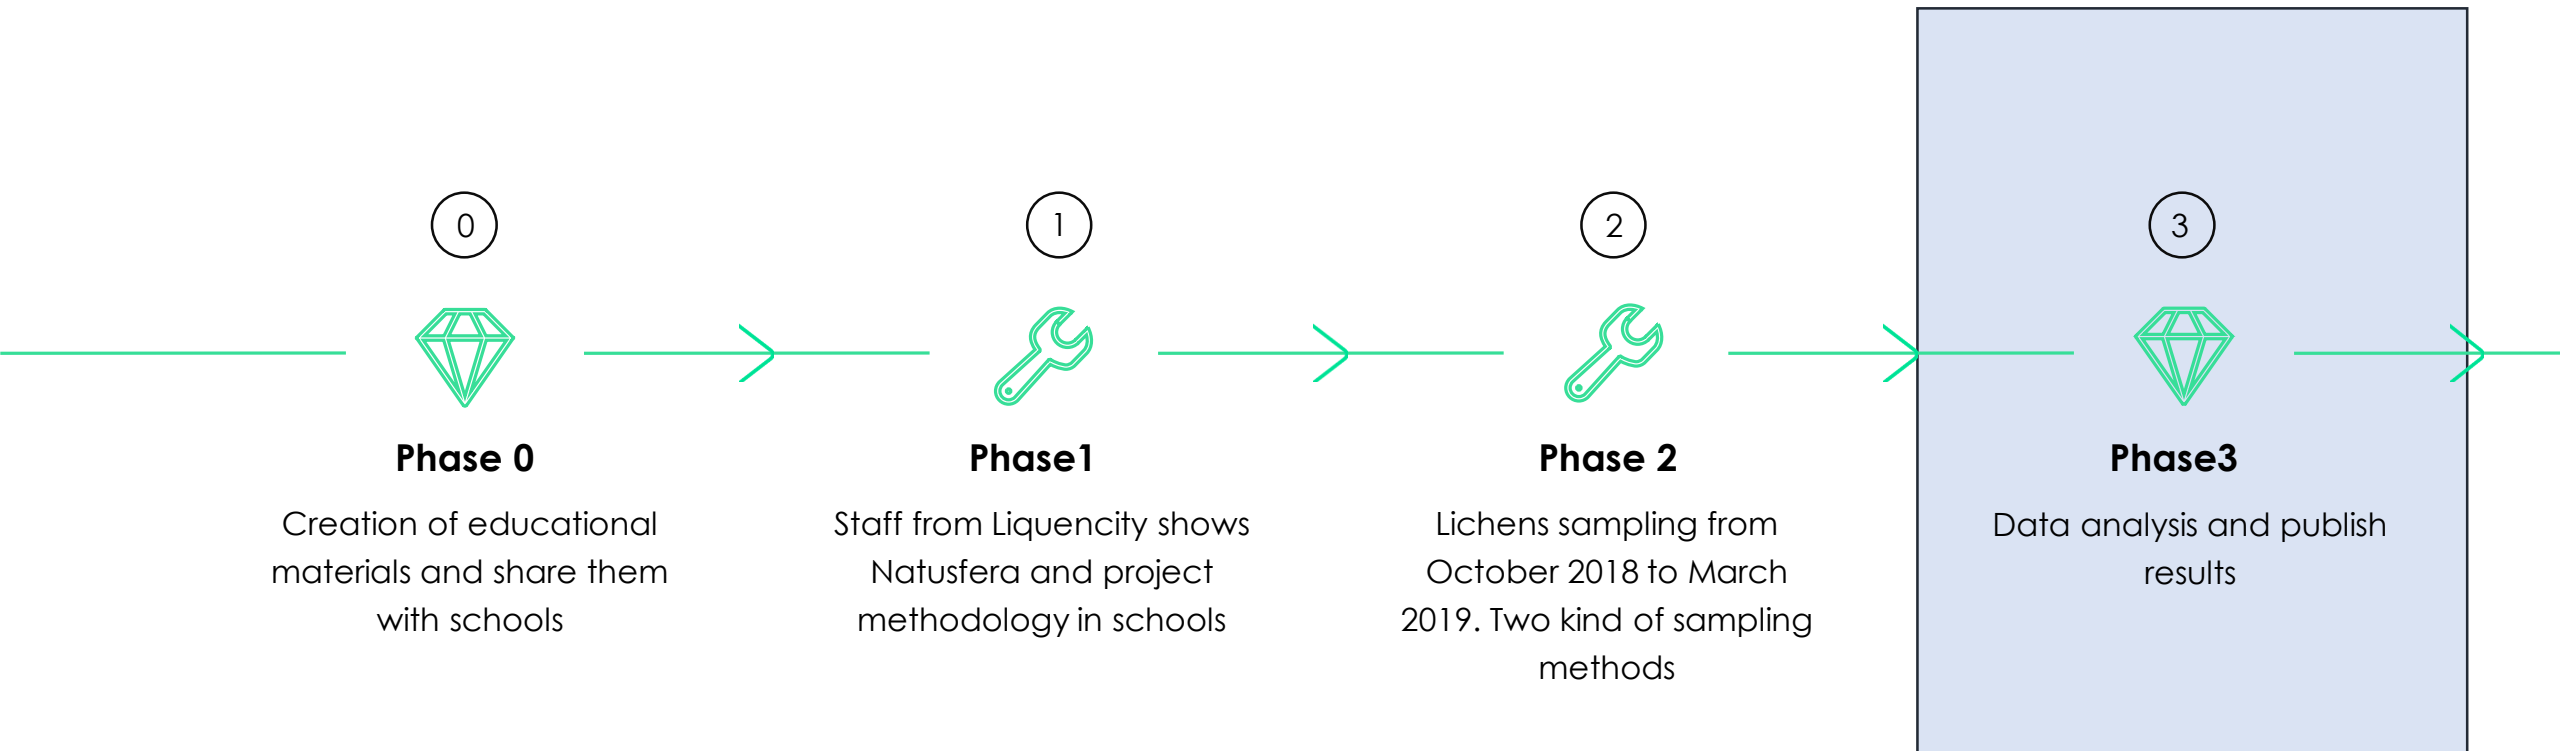 0
Phase 0
Creation of educational
materials and share them
with schools
1
Phase1
Staff from Liquencity shows
Natusfera and project
methodology in schools
2
Phase 2
Lichens sampling from
October 2018 to March
2019. Two kind of sampling
methods
3
Phase3
Data analysis and publish
results